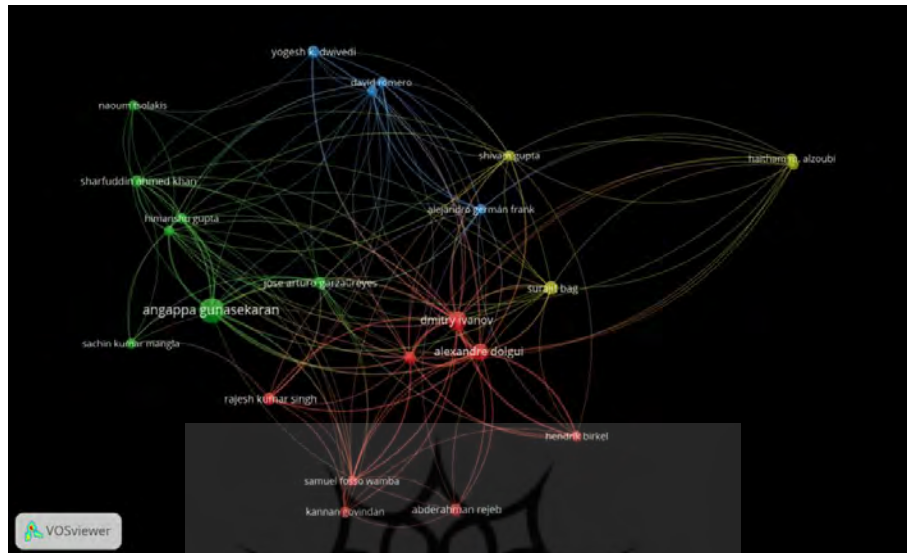 yogesh k. dwivedi
david romero
naoum tsolakis
shivam gupta
haitham m. alzoubi
sharfuddin ahmed khan
alejandro germán frank
himanshu gupta
jose arturo garza-reyes
surajit bag
angappa gunasekaran
dmitry ivanov
sachin kumar mangla
alexandre dolgui
rajesh kumar singh
hendrik birkel
samuel fosso wamba
kannan govindan
abderahman rejeb
VOSviewer